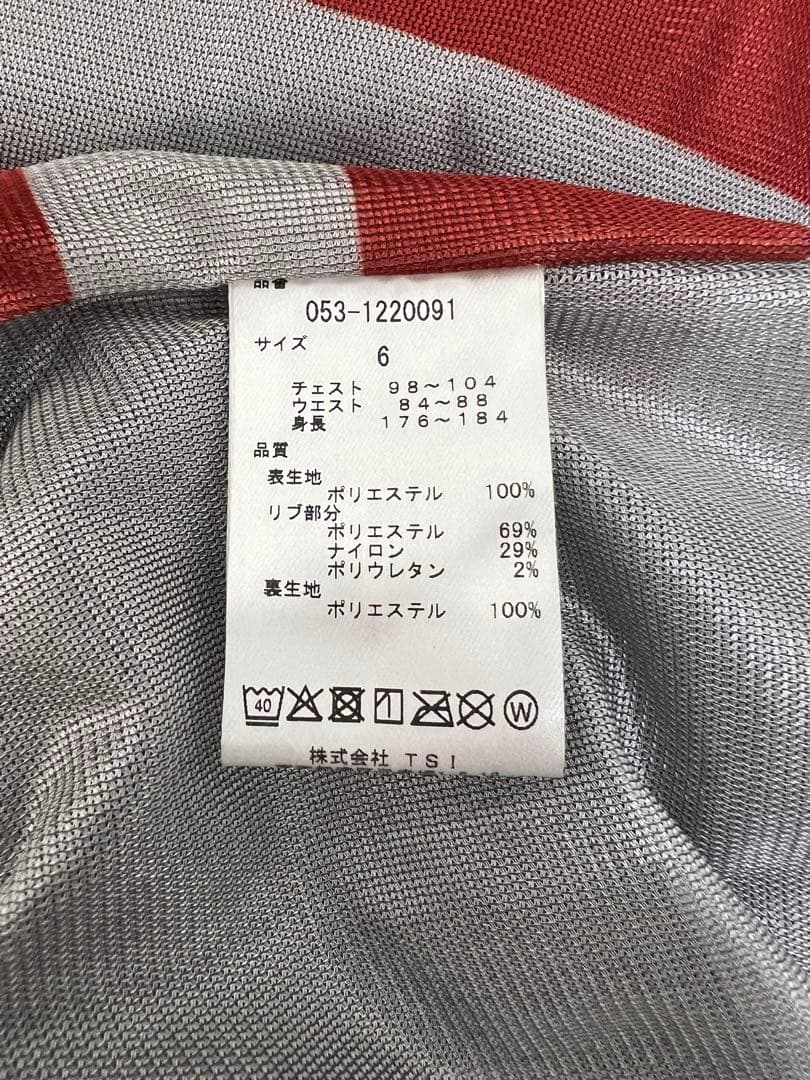 品番
053-1220091
サイズ
6
チェスト 98～104
ウエスト 84～88
身長 176～184
品質
表生地
ポリエステル 100%
リブ部分
ポリエステル 69%
ナイロン 29%
ポリウレタン 2%
裏生地
ポリエステル 100%
40 W
株式会社 TSI